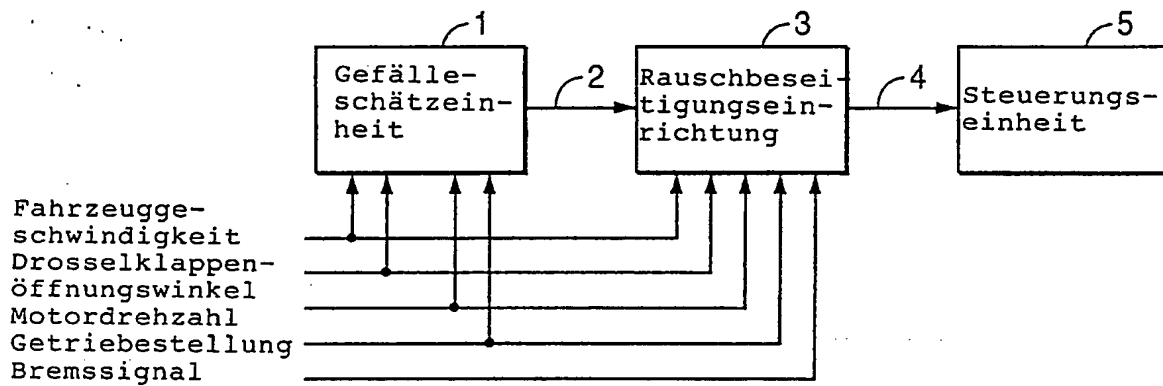 1
3
5
Gefälle-
schätzein-
heit
2
Rauschbesei-
tigungsein-
richtung
4
Steuerungs-
einheit
Fahrzeugge-
schwindigkeit
Drosselklappen-
öffnungswinkel
Motordrehzahl
Getriebestellung
Bremssignal